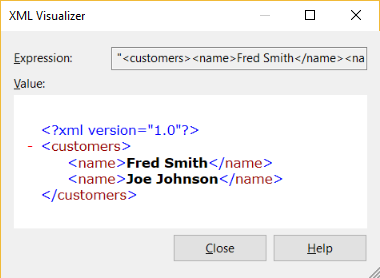 XML Visualizer
Expression: "<customers><name>Fred Smith</name><na
Value:
<?xml version="1.0"?>
- <customers>
<name>Fred Smith</name>
<name>Joe Johnson</name>
</customers>
Close Help